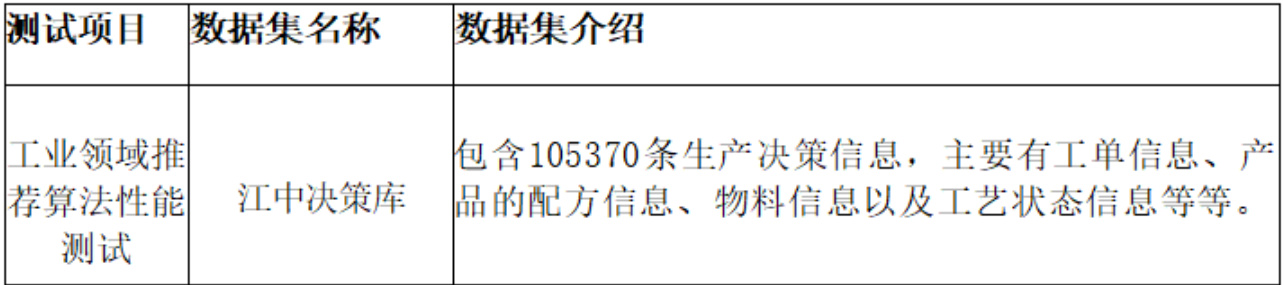 测试项目 数据集名称 数据集介绍
工业领域推荐算法性能测试
江中决策库
包含105370条生产决策信息，主要有工单信息、产
品的配方信息、物料信息以及工艺状态信息等等。